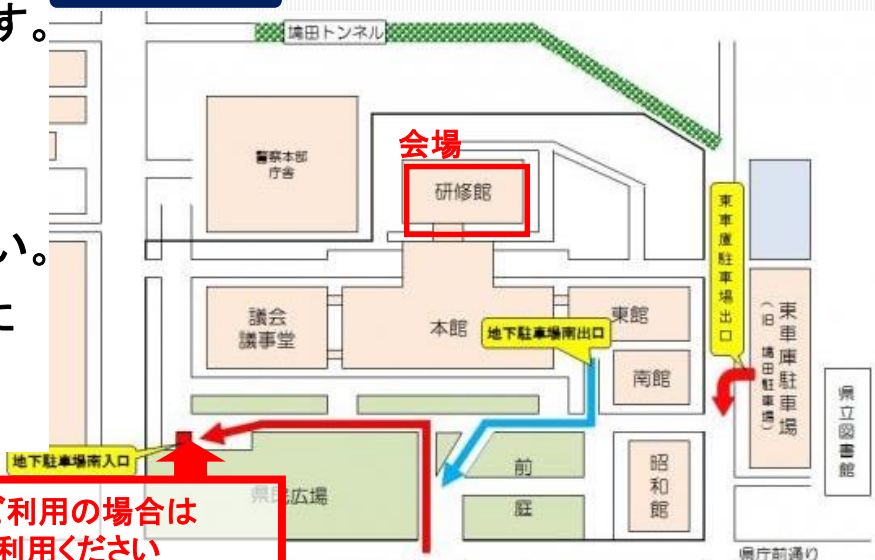 す。
塙田トンネル
会場
警察本部
庁舎
研修館
い。
に
東車庫駐車場出口
議会
議事堂
本館
地下駐車場南出口
東館
南館
東車庫駐車場
（旧 塙田駐車場）
県立図書館
地下駐車場南入口
県民広場
前庭
昭和館
ご利用の場合は
利用ください
県庁前通り